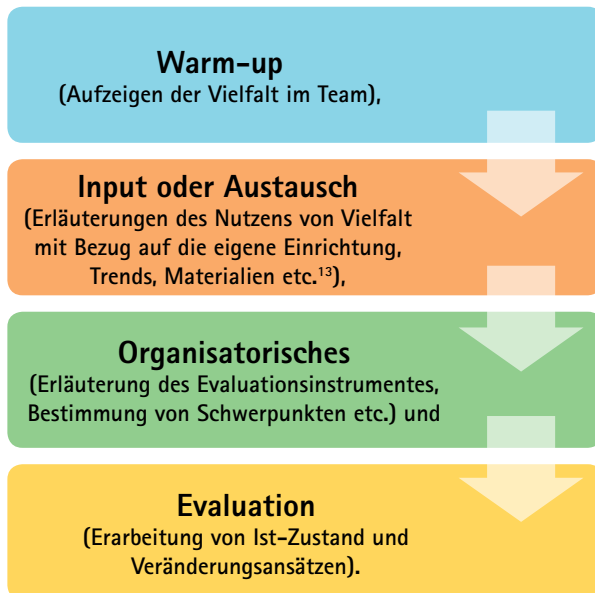 Warm-up
(Aufzeigen der Vielfalt im Team),
Input oder Austausch
(Erläuterungen des Nutzens von Vielfalt
mit Bezug auf die eigene Einrichtung,
Trends, Materialien etc.¹³),
Organisatorisches
(Erläuterung des Evaluationsinstrumentes,
Bestimmung von Schwerpunkten etc.) und
Evaluation
(Erarbeitung von Ist-Zustand und
Veränderungsansätzen).